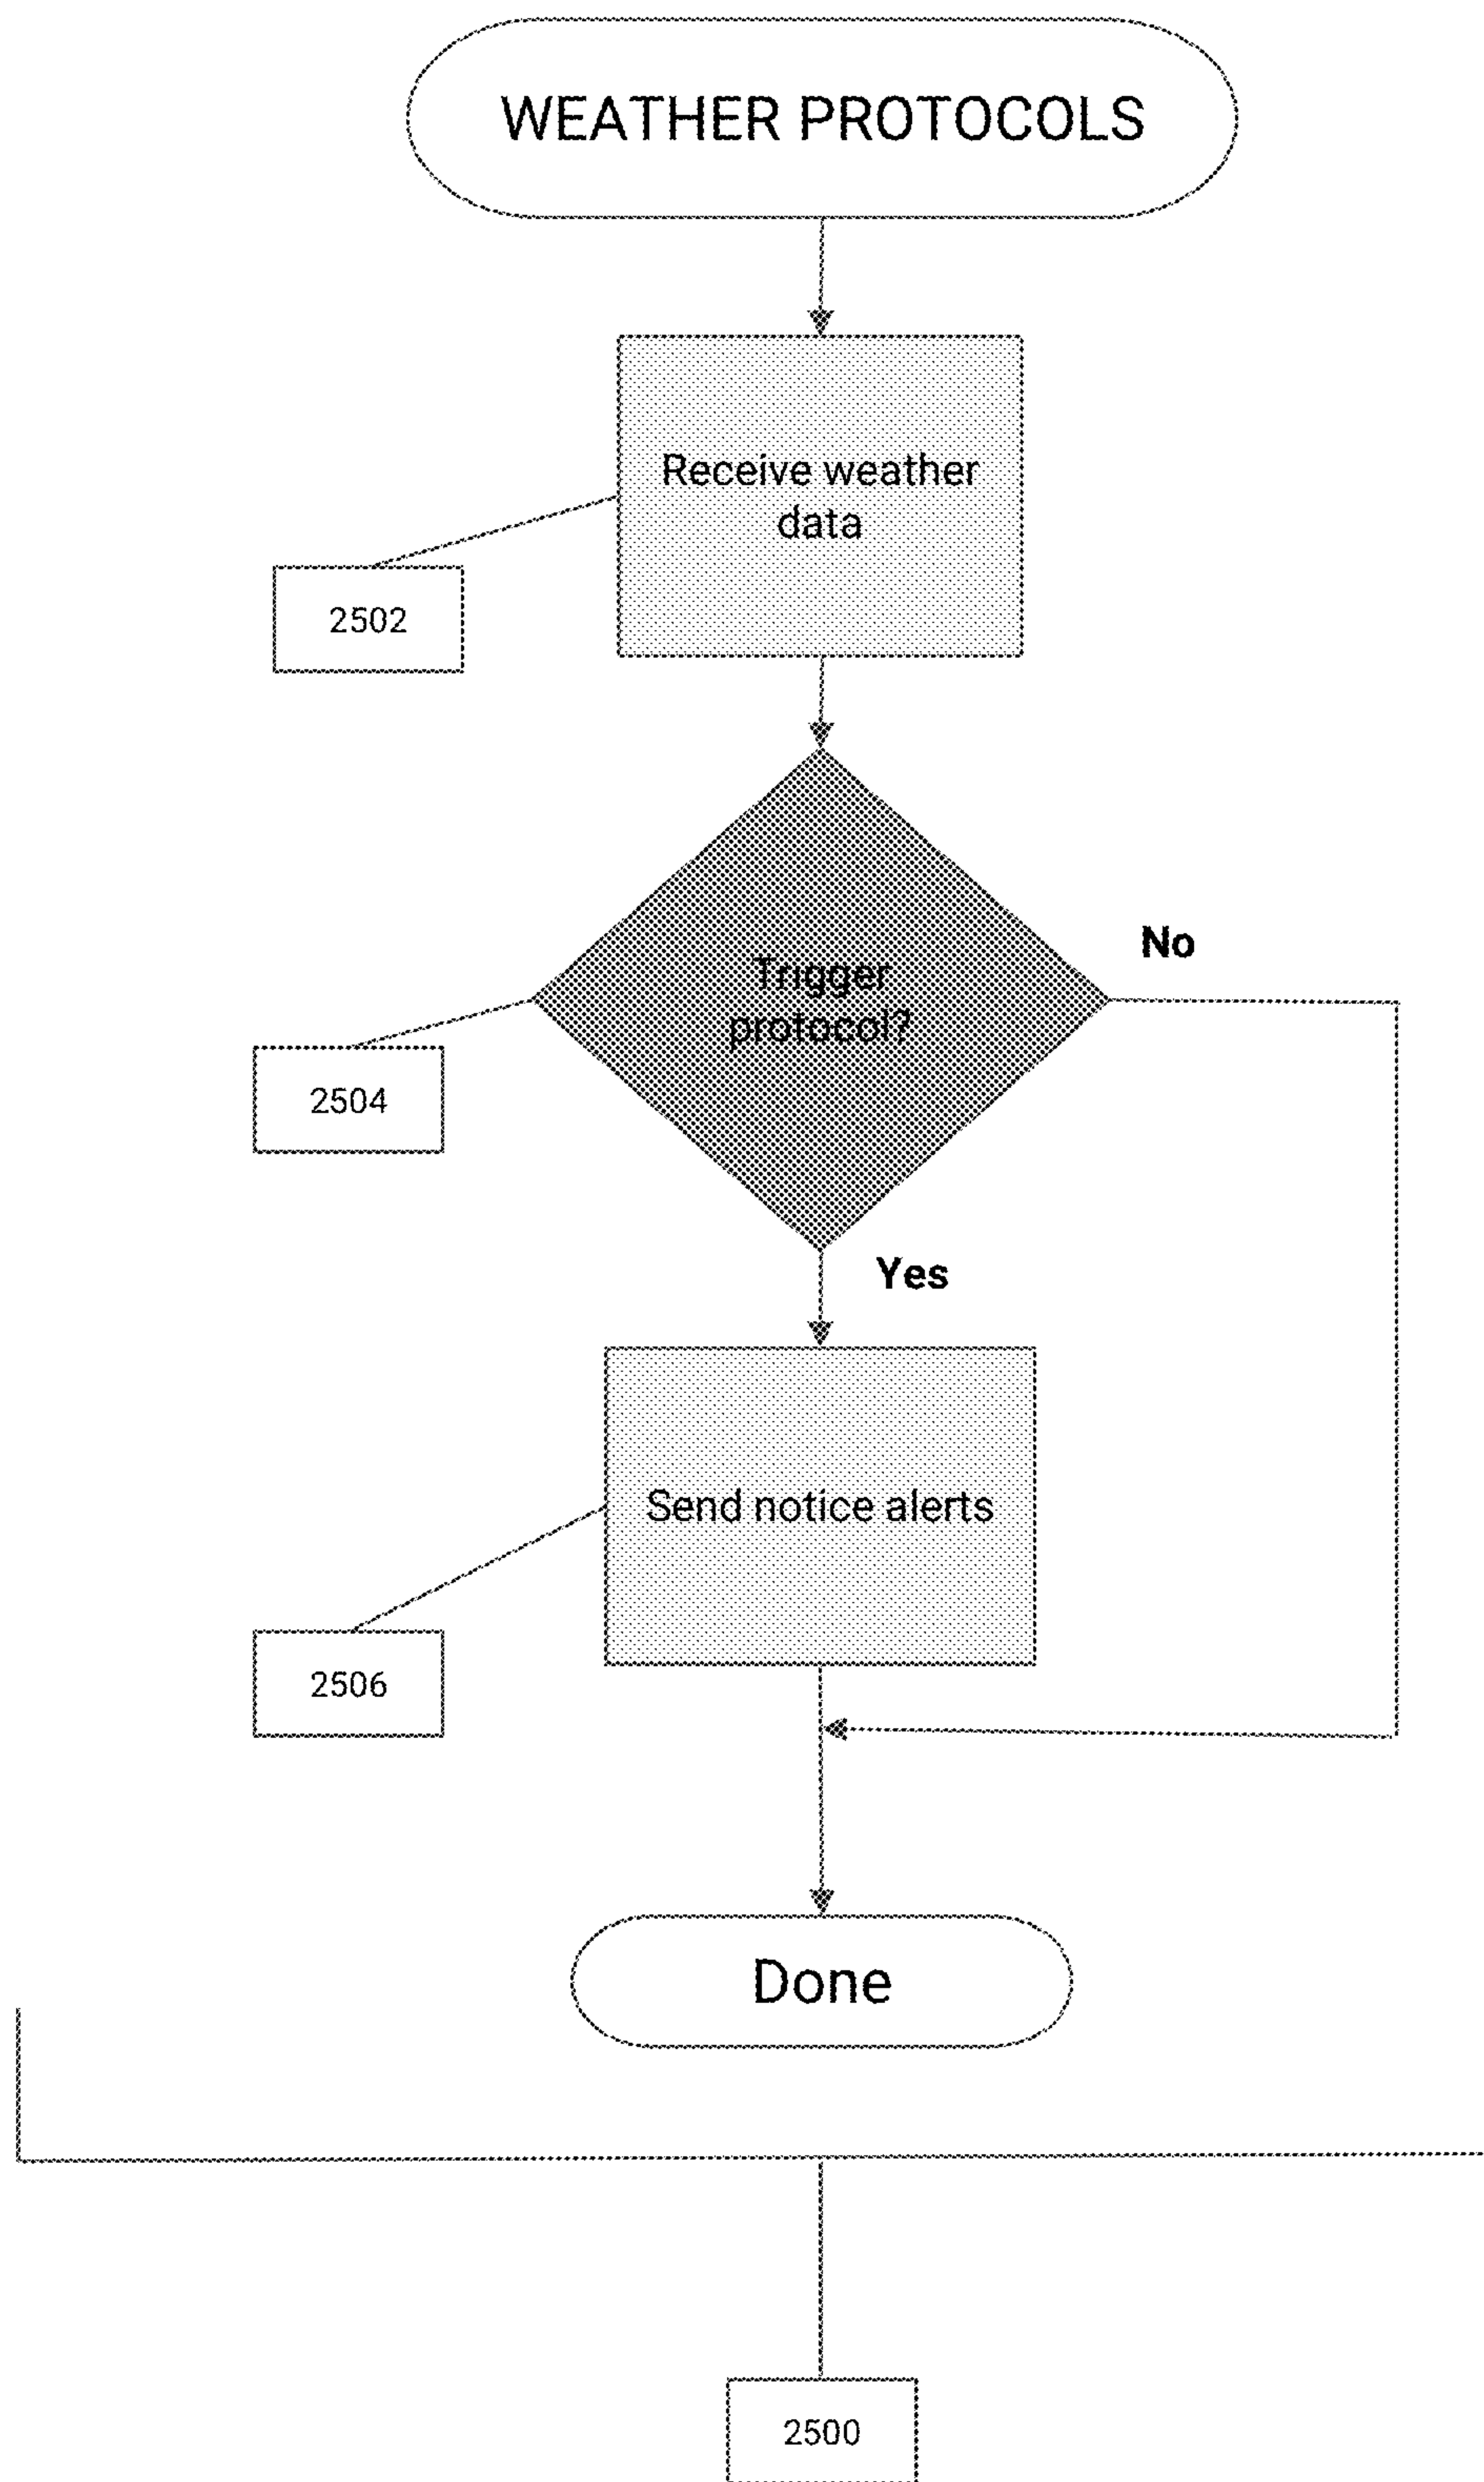 WEATHER PROTOCOLS
Receive weather
data
2502
Trigger
protocol?
No
2504
Yes
Send notice alerts
2506
Done
2500